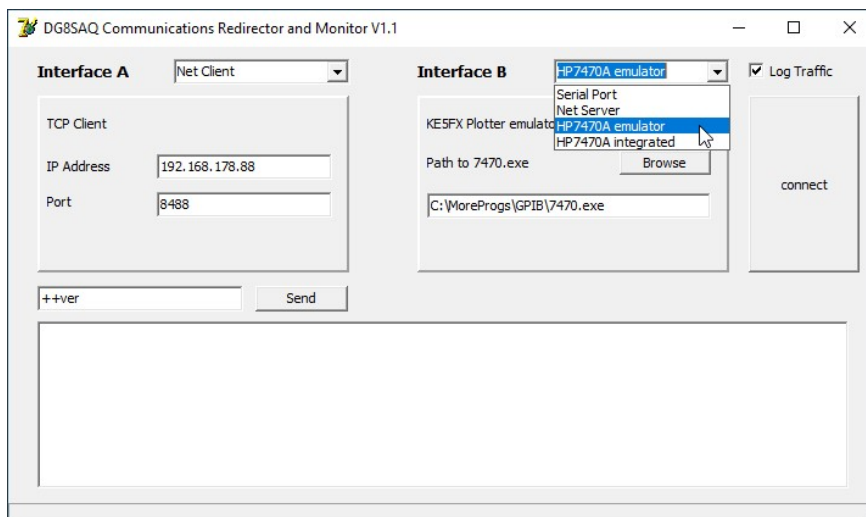 DG8SAQ Communications Redirector and Monitor V1.1
Interface A
Net Client
Interface B
HP7470A emulator
Log Traffic
Serial Port
Net Server
HP7470A emulator
HP7470A integrated
TCP Client
IP Address
192.168.178.88
Port
8488
KE5FX Plotter emulato
Path to 7470.exe
Browse
C:\MoreProgs\GPIB\7470.exe
connect
++ver
Send